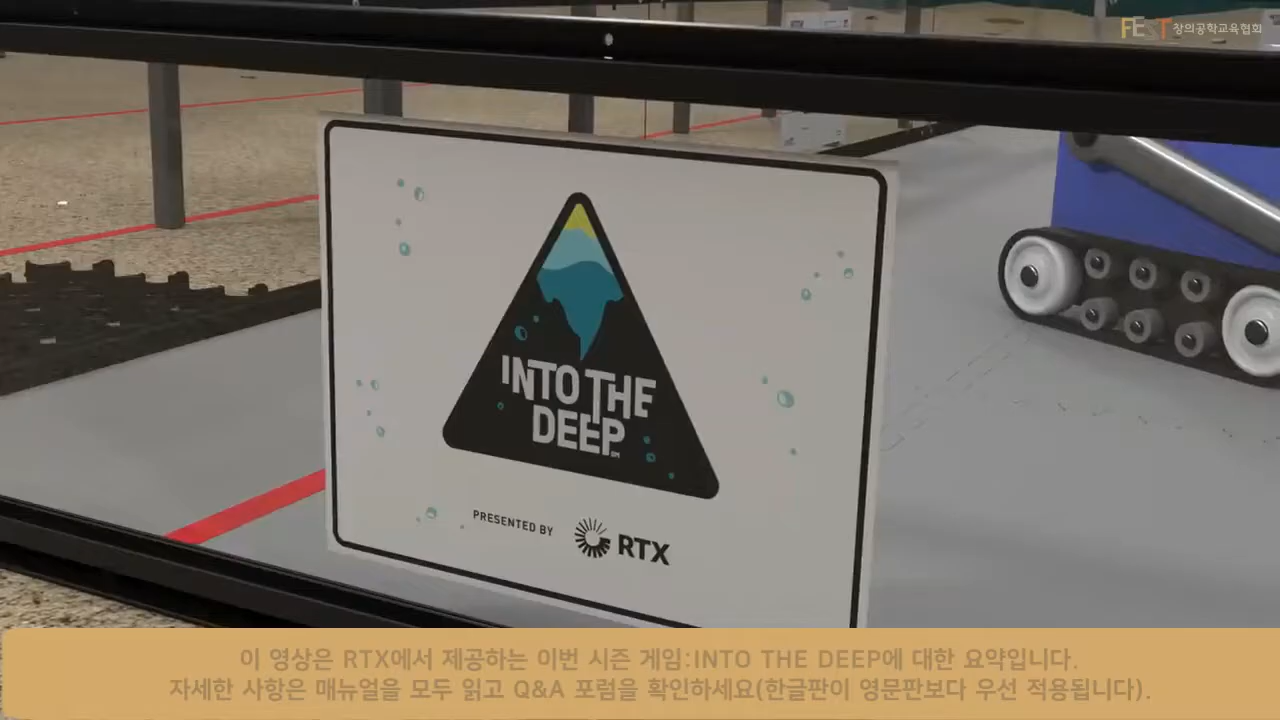 FEST 창의공학교육협회
INTO THE
DEEP
SM
PRESENTED BY RTX
이 영상은 RTX에서 제공하는 이번 시즌 게임:INTO THE DEEP에 대한 요약입니다.
자세한 사항은 매뉴얼을 모두 읽고 Q&A 포럼을 확인하세요(한글판이 영문판보다 우선 적용됩니다).